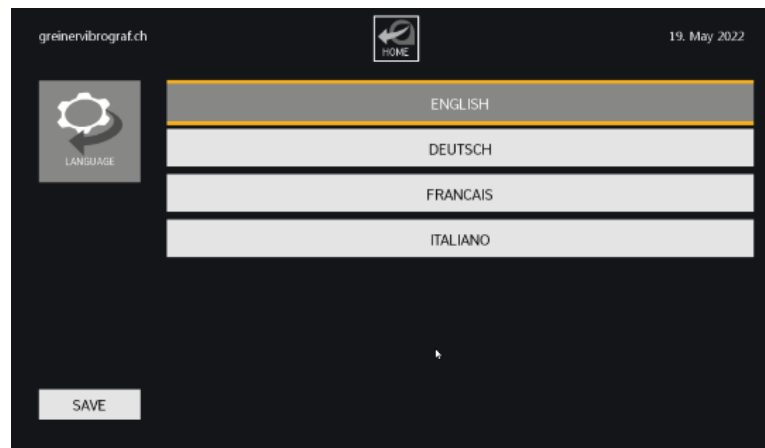 greinervibrograf.ch
HOME
19. May 2022
LANGUAGE
ENGLISH
DEUTSCH
FRANCAIS
ITALIANO
SAVE